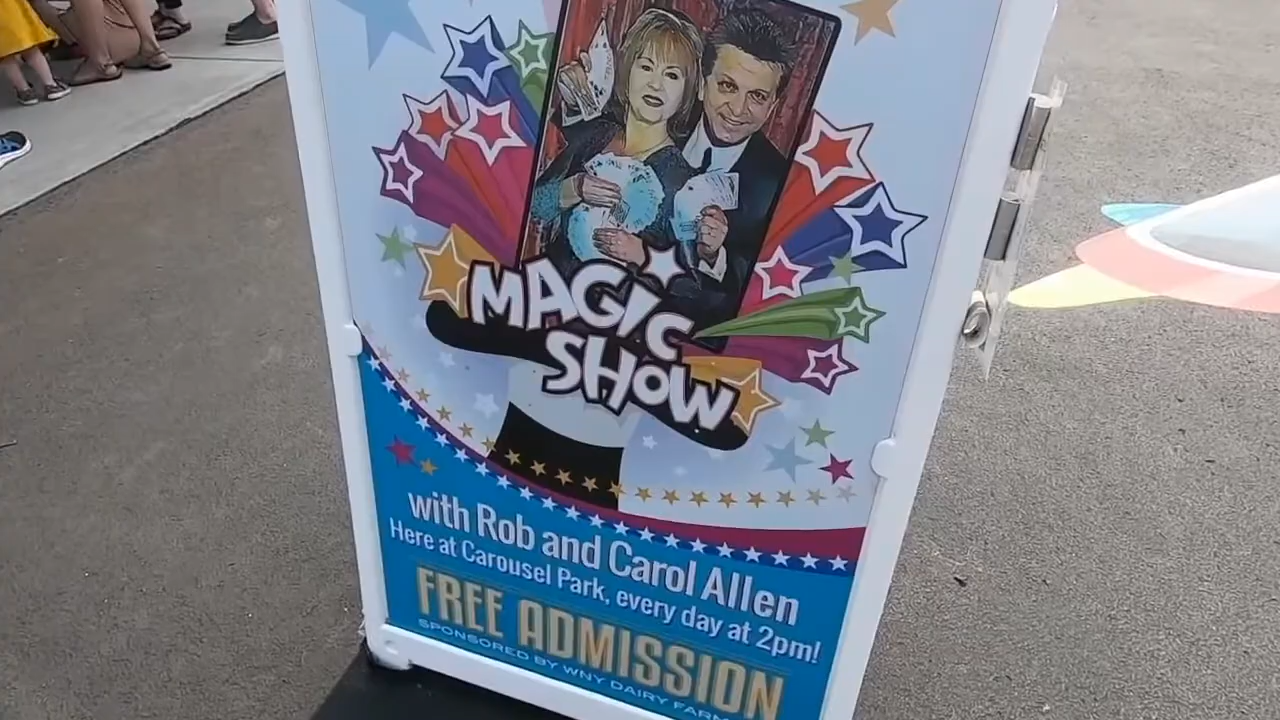 MAGIC
SHOW
with Rob and Carol Allen
Here at Carousel Park, every day at 2pm!
FREE ADMISSION
SPONSORED BY WNY DAIRY FARM